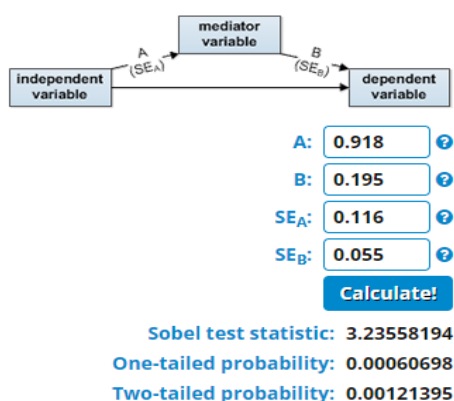 mediator
variable
A
(SEA)
B
(SEB)
independent
variable
dependent
variable
A: 0.918 ?
B: 0.195 ?
SEA: 0.116 ?
SEB: 0.055 ?
Calculate!
Sobel test statistic: 3.23558194
One-tailed probability: 0.00060698
Two-tailed probability: 0.00121395